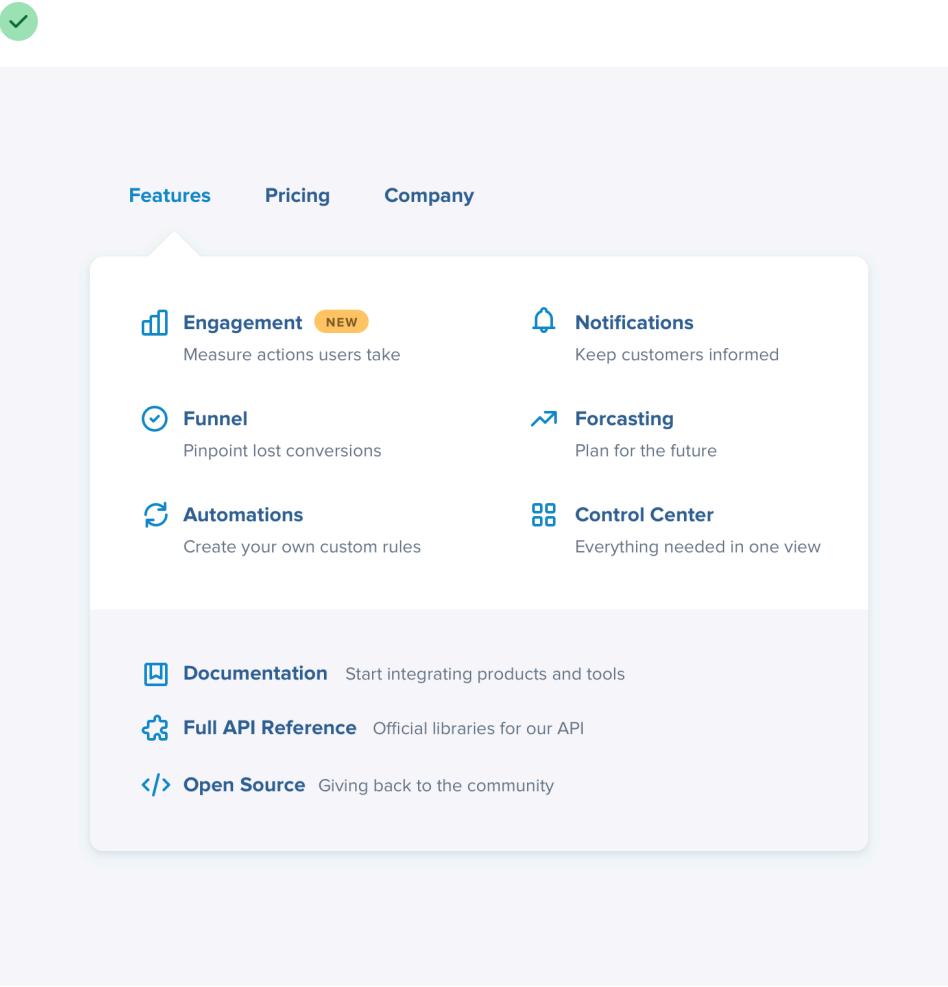 Features Pricing Company
Engagement NEW
Measure actions users take
Notifications
Keep customers informed
Funnel
Pinpoint lost conversions
Forcasting
Plan for the future
Automations
Create your own custom rules
Control Center
Everything needed in one view
Documentation Start integrating products and tools
Full API Reference Official libraries for our API
Open Source Giving back to the community